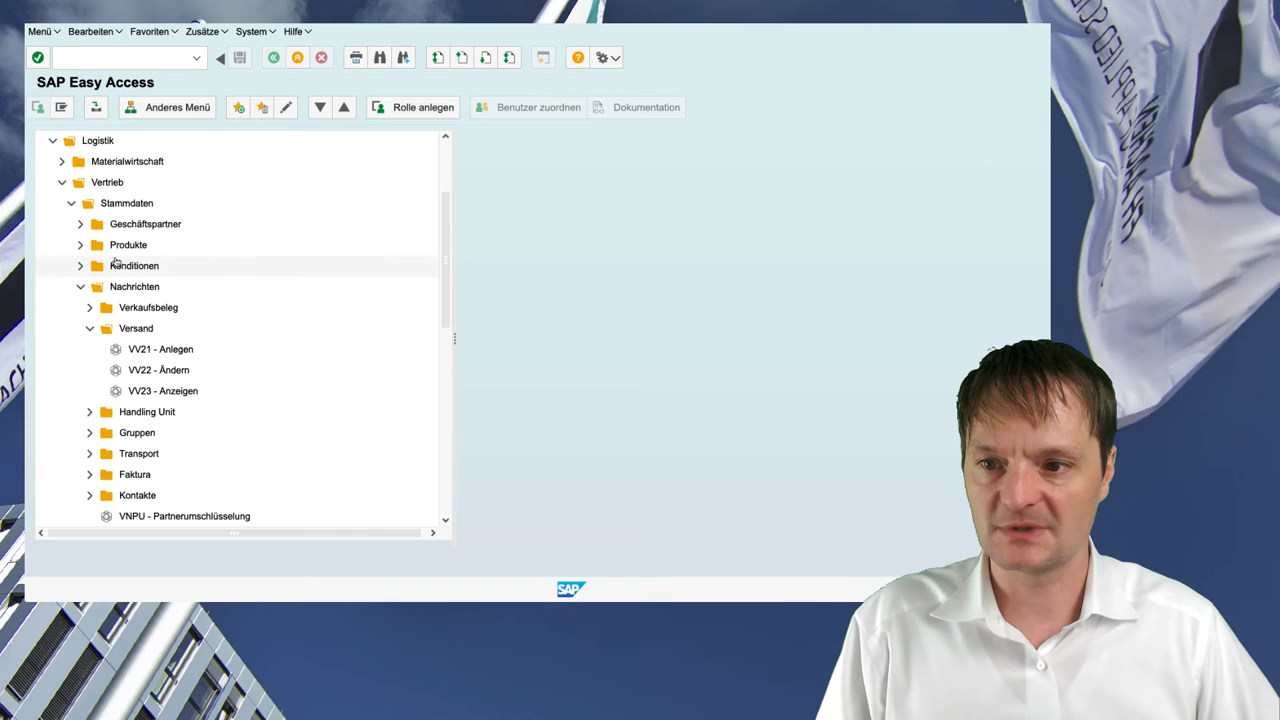 Menü Bearbeiten Favoriten Zusätze System Hilfe
SAP Easy Access
Anderes Menü Rolle anlegen Benutzer zuordnen Dokumentation
Logistik
Materialwirtschaft
Vertrieb
Stammdaten
Geschäftspartner
Produkte
Konditionen
Nachrichten
Verkaufsbeleg
Versand
VV21 - Anlegen
VV22 - Ändern
VV23 - Anzeigen
Handling Unit
Gruppen
Transport
Faktura
Kontakte
VNPU - Partnerumschlüsselung
SAP